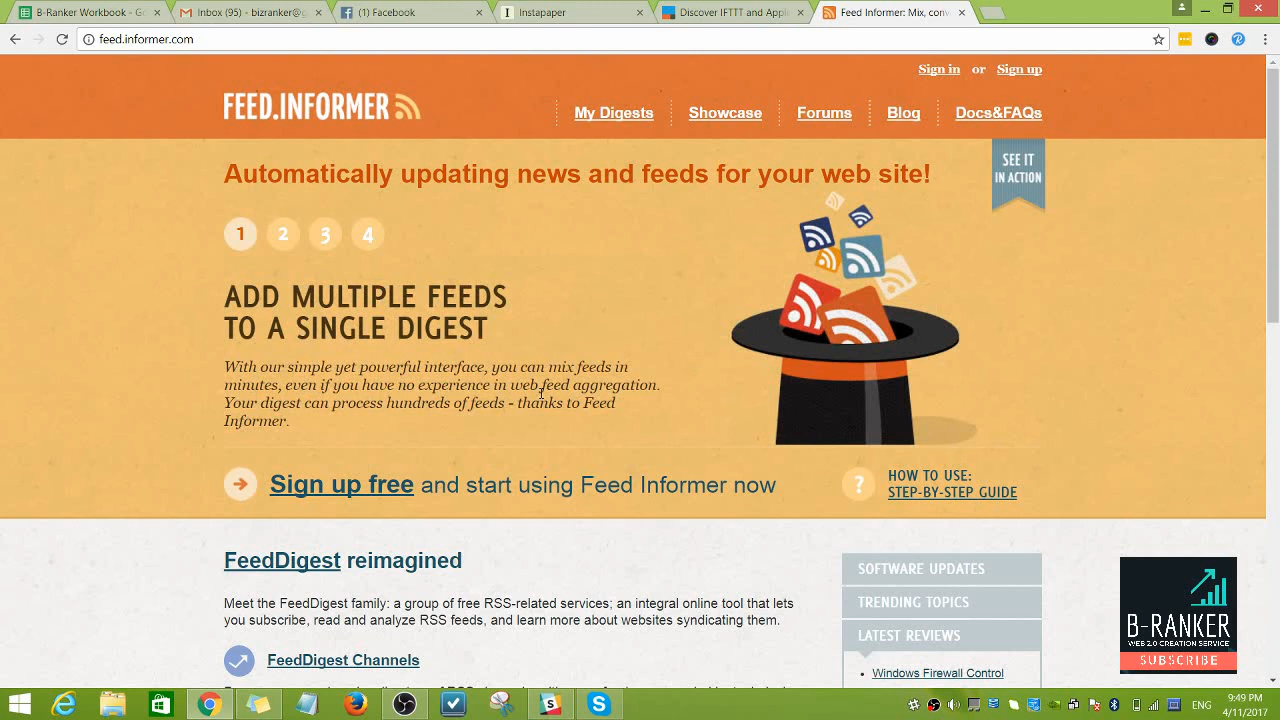 B-Ranker Workbook - Go
Inbox (95) - bizranker@g
(1) Facebook
Instapaper
Discover IFTTT and Apple
Feed Informer: Mix, conv
feed.informer.com
Sign in or Sign up
FEED.INFORMER
My Digests
Showcase
Forums
Blog
Docs&FAQs
Automatically updating news and feeds for your web site!
SEE IT
IN ACTION
1 2 3 4
ADD MULTIPLE FEEDS
TO A SINGLE DIGEST
With our simple yet powerful interface, you can mix feeds in
minutes, even if you have no experience in web feed aggregation.
Your digest can process hundreds of feeds - thanks to Feed
Informer.
Sign up free and start using Feed Informer now
?
HOW TO USE:
STEP-BY-STEP GUIDE
FeedDigest reimagined
Meet the FeedDigest family: a group of free RSS-related services; an integral online tool that lets
you subscribe, read and analyze RSS feeds, and learn more about websites syndicating them.
FeedDigest Channels
SOFTWARE UPDATES
TRENDING TOPICS
LATEST REVIEWS
Windows Firewall Control
B-RANKER
WEB 2.0 CREATION SERVICE
SUBSCRIBE
ENG
9:49 PM
4/11/2017